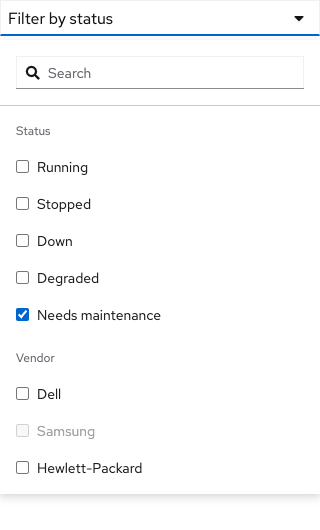 Filter by status
Search
Status
Running
Stopped
Down
Degraded
Needs maintenance
Vendor
Dell
Samsung
Hewlett-Packard